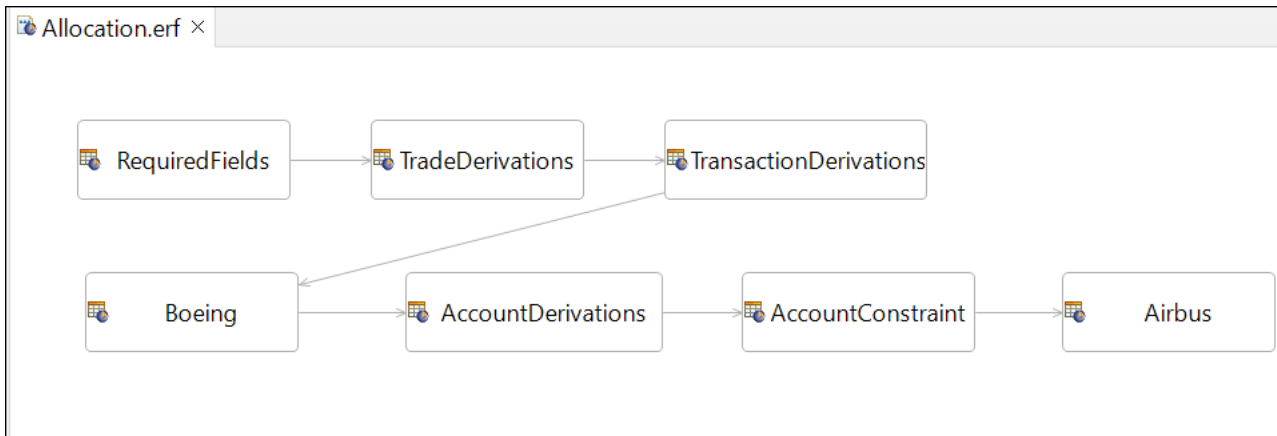 Allocation.erf ×
RequiredFields TradeDerivations TransactionDerivations
Boeing AccountDerivations AccountConstraint Airbus